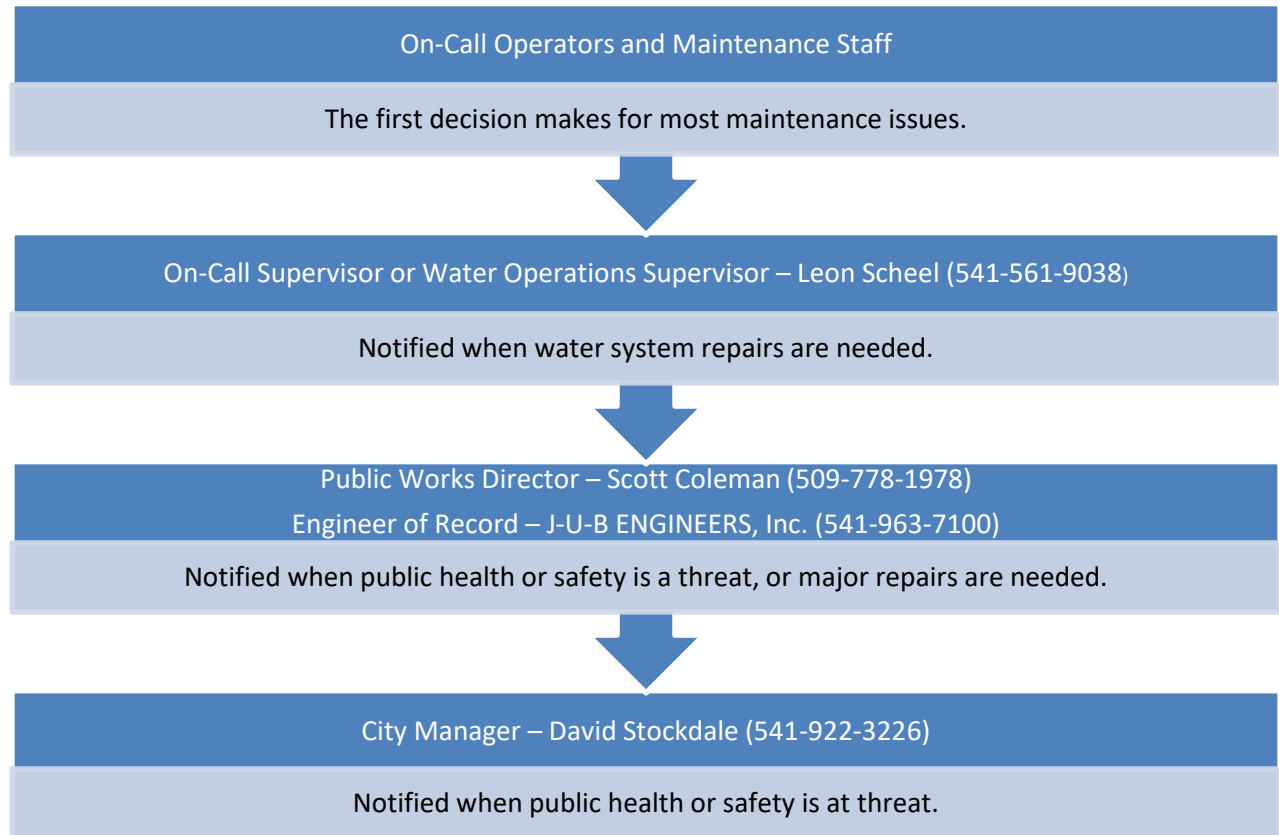 On-Call Operators and Maintenance Staff
The first decision makes for most maintenance issues.
On-Call Supervisor or Water Operations Supervisor – Leon Scheel (541-561-9038)
Notified when water system repairs are needed.
Public Works Director – Scott Coleman (509-778-1978)
Engineer of Record – J-U-B ENGINEERS, Inc. (541-963-7100)
Notified when public health or safety is a threat, or major repairs are needed.
City Manager – David Stockdale (541-922-3226)
Notified when public health or safety is at threat.